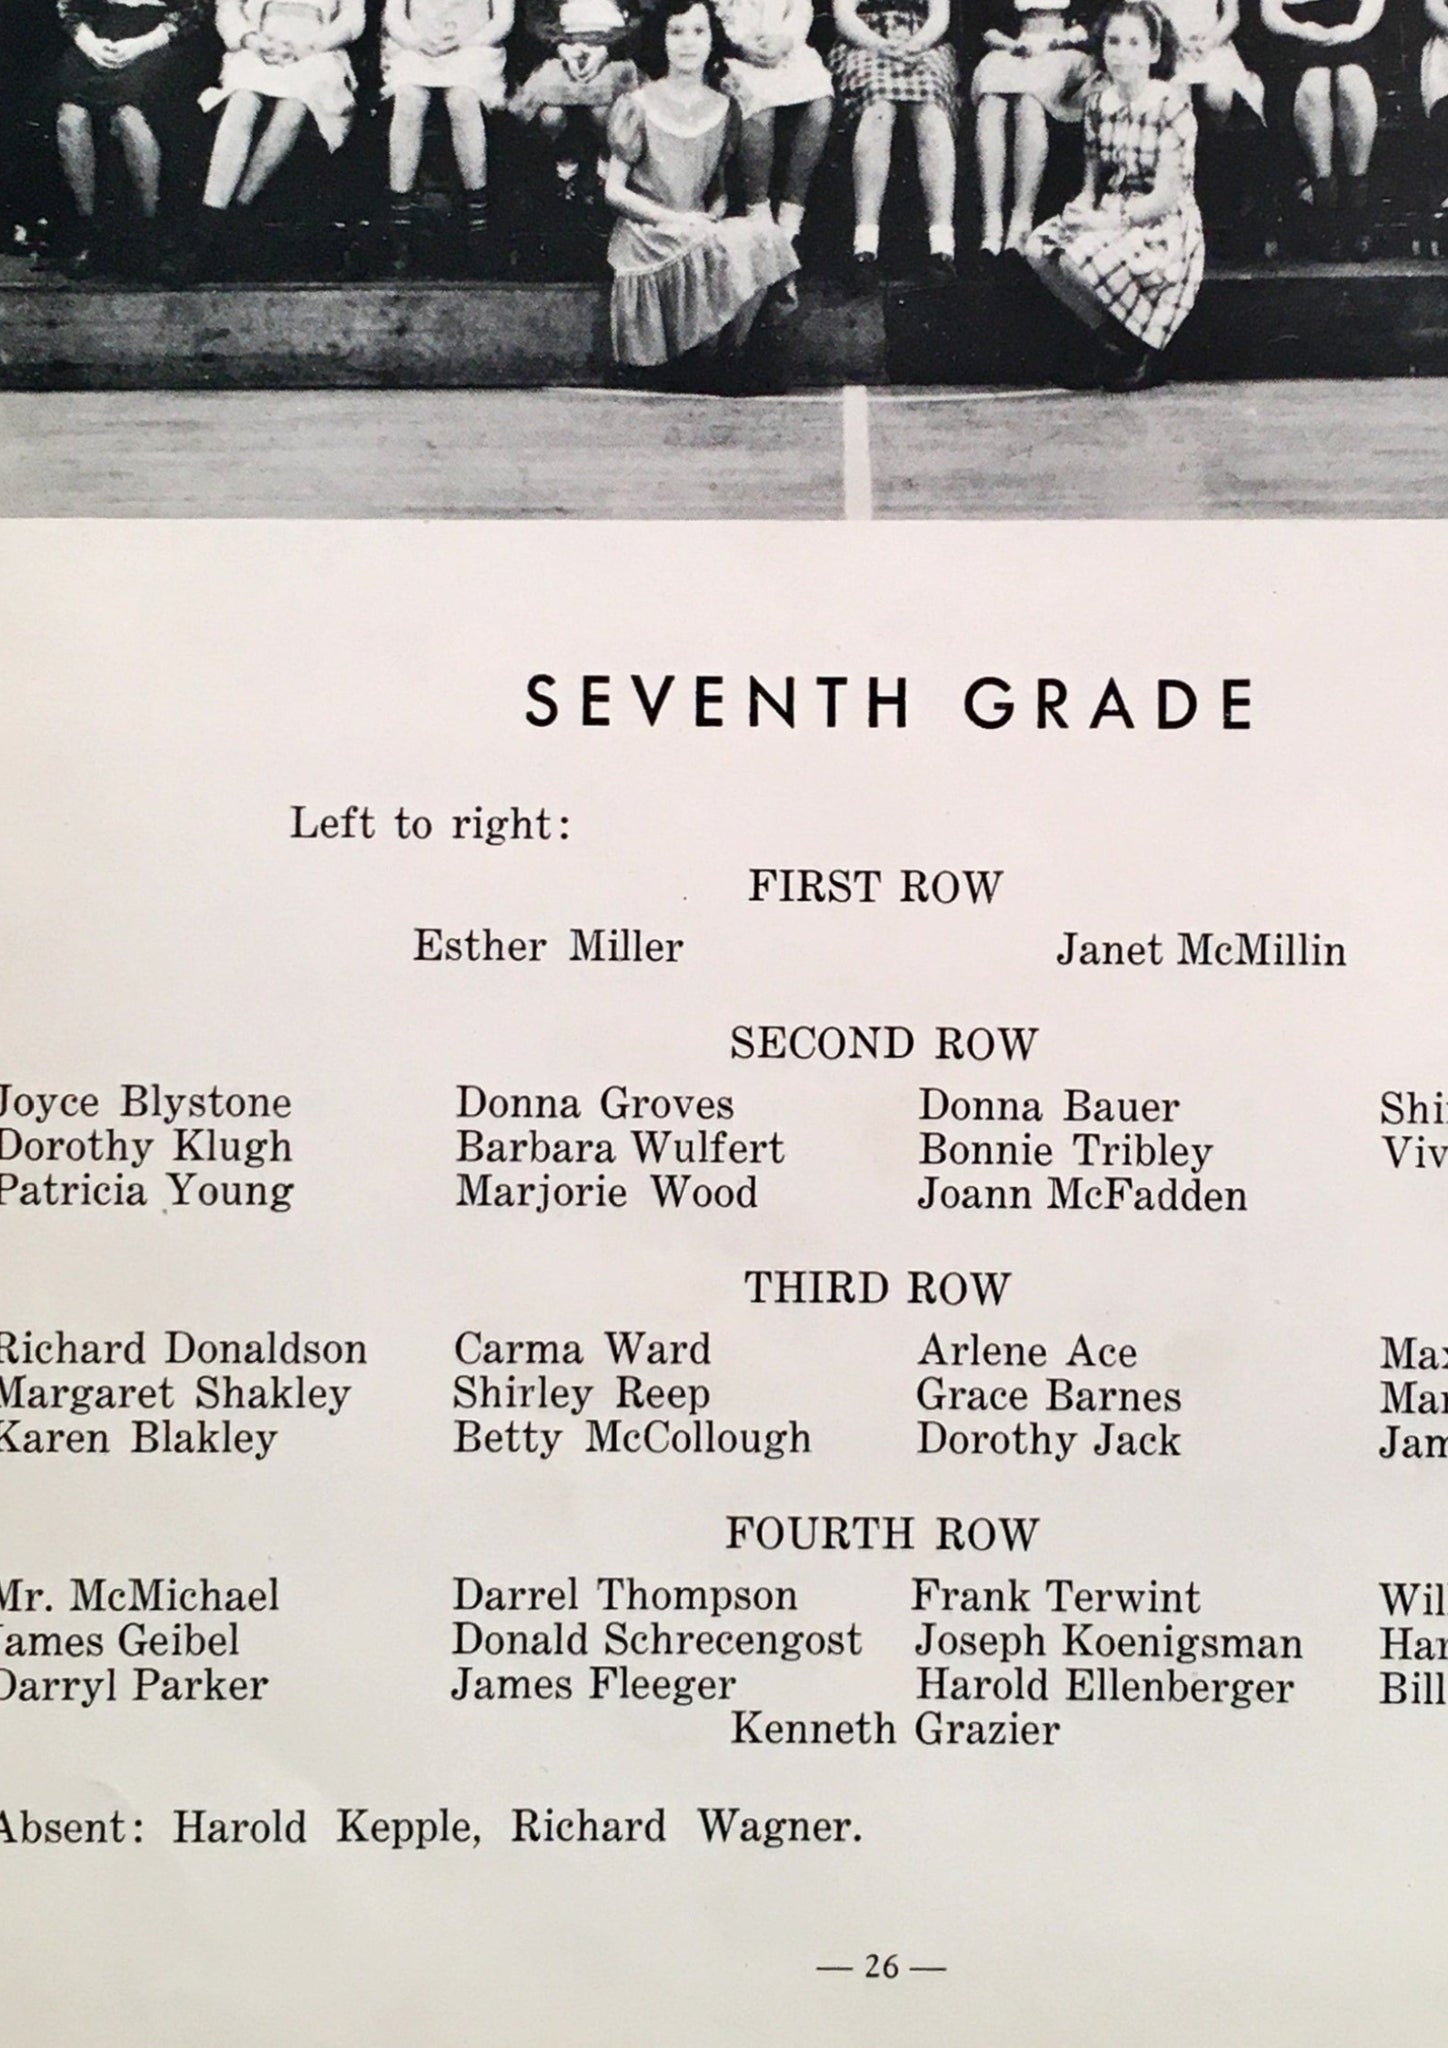 SEVENTH GRADE
Left to right:
FIRST ROW
Esther Miller Janet McMillin
SECOND ROW
Joyce Blystone Donna Groves Donna Bauer
Dorothy Klugh Barbara Wulfert Bonnie Tribley
Patricia Young Marjorie Wood Joann McFadden
THIRD ROW
Richard Donaldson Carma Ward Arlene Ace
Margaret Shakley Shirley Reep Grace Barnes
Karen Blakley Betty McCollough Dorothy Jack
FOURTH ROW
Mr. McMichael Darrel Thompson Frank Terwint
James Geibel Donald Schrecengost Joseph Koenigsman
Darryl Parker James Fleeger Harold Ellenberger
Kenneth Grazier
Absent: Harold Kepple, Richard Wagner.
— 26 —